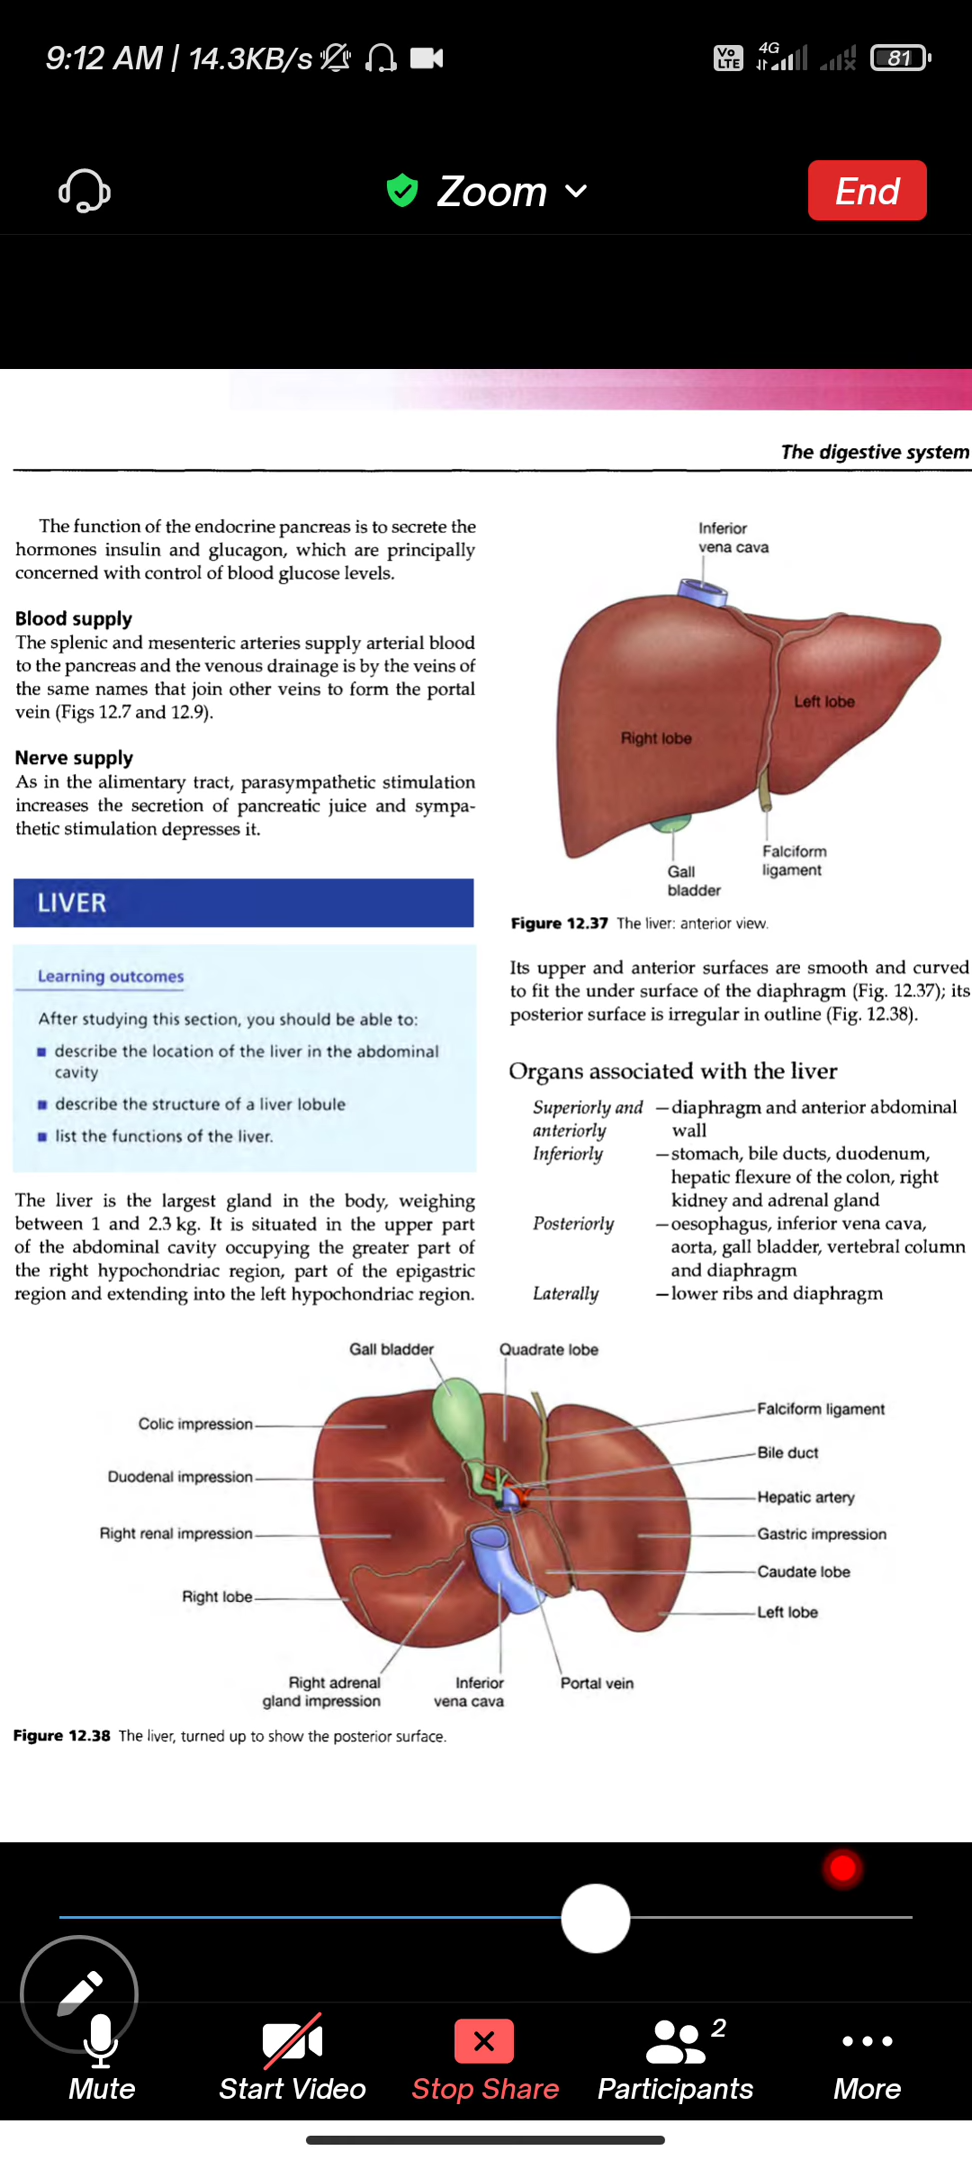 9:12 AM | 14.3KB/s
Vo
LTE
4G
81
Zoom
End
The digestive system
The function of the endocrine pancreas is to secrete the
hormones insulin and glucagon, which are principally
concerned with control of blood glucose levels.
Blood supply
The splenic and mesenteric arteries supply arterial blood
to the pancreas and the venous drainage is by the veins of
the same names that join other veins to form the portal
vein (Figs 12.7 and 12.9).
Nerve supply
As in the alimentary tract, parasympathetic stimulation
increases the secretion of pancreatic juice and sympa-
thetic stimulation depresses it.
LIVER
Learning outcomes
After studying this section, you should be able to:
■ describe the location of the liver in the abdominal
cavity
■ describe the structure of a liver lobule
■ list the functions of the liver.
The liver is the largest gland in the body, weighing
between 1 and 2.3 kg. It is situated in the upper part
of the abdominal cavity occupying the greater part of
the right hypochondriac region, part of the epigastric
region and extending into the left hypochondriac region.
Inferior
vena cava
Left lobe
Right lobe
Falciform
ligament
Gall
bladder
Figure 12.37 The liver: anterior view.
Its upper and anterior surfaces are smooth and curved
to fit the under surface of the diaphragm (Fig. 12.37); its
posterior surface is irregular in outline (Fig. 12.38).
Organs associated with the liver
Superiorly and — diaphragm and anterior abdominal
anteriorly wall
Inferiorly — stomach, bile ducts, duodenum,
hepatic flexure of the colon, right
kidney and adrenal gland
Posteriorly — oesophagus, inferior vena cava,
aorta, gall bladder, vertebral column
and diaphragm
Laterally — lower ribs and diaphragm
Gall bladder
Quadrate lobe
Colic impression
Duodenal impression
Right renal impression
Right lobe
Falciform ligament
Bile duct
Hepatic artery
Gastric impression
Caudate lobe
Left lobe
Right adrenal
gland impression
Inferior
vena cava
Portal vein
Figure 12.38 The liver, turned up to show the posterior surface.
Mute
Start Video
Stop Share
2
Participants
More